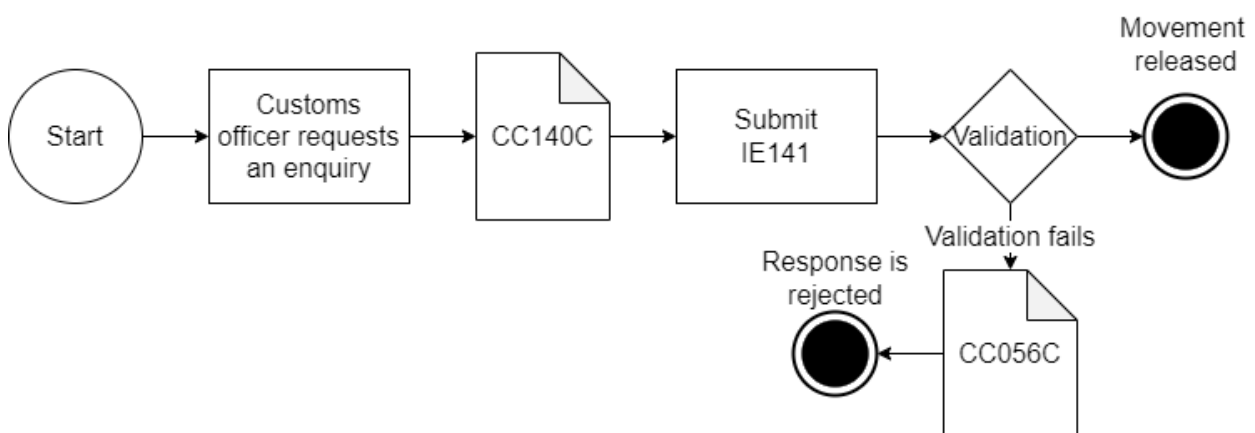 Start
Customs
officer requests
an enquiry
CC140C
Submit
IE141
Validation
Movement
released
Validation fails
Response is
rejected
CC056C